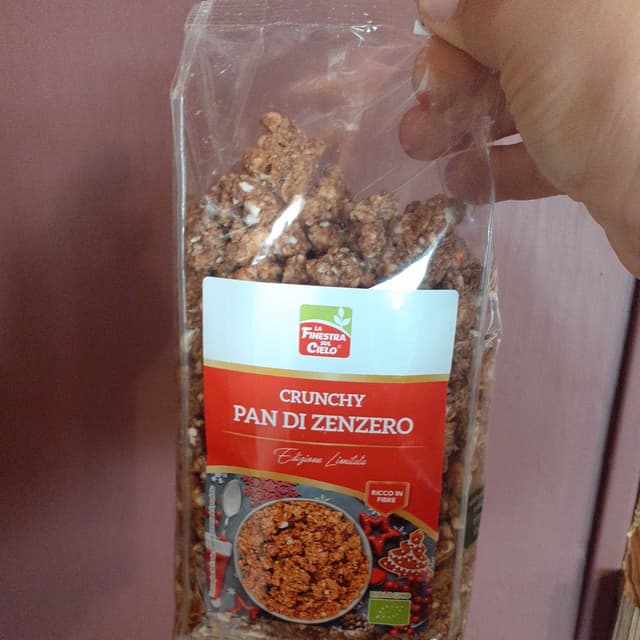 LA
FINESTRA
SUL
CIELO®
CRUNCHY
PAN DI ZENZERO
Edizione Limitata
RICCO IN
FIBRE